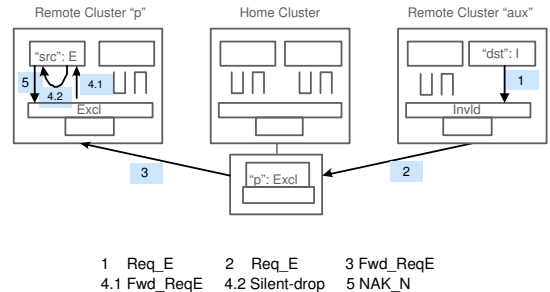 Remote Cluster “p” Home Cluster Remote Cluster “aux”
“src”: E “dst”: I
5 4.2 4.1 1
Excl Invld
3 “p”: Excl 2
1 Req_E 2 Req_E 3 Fwd_ReqE
4.1 Fwd_ReqE 4.2 Silent-drop 5 NAK_N